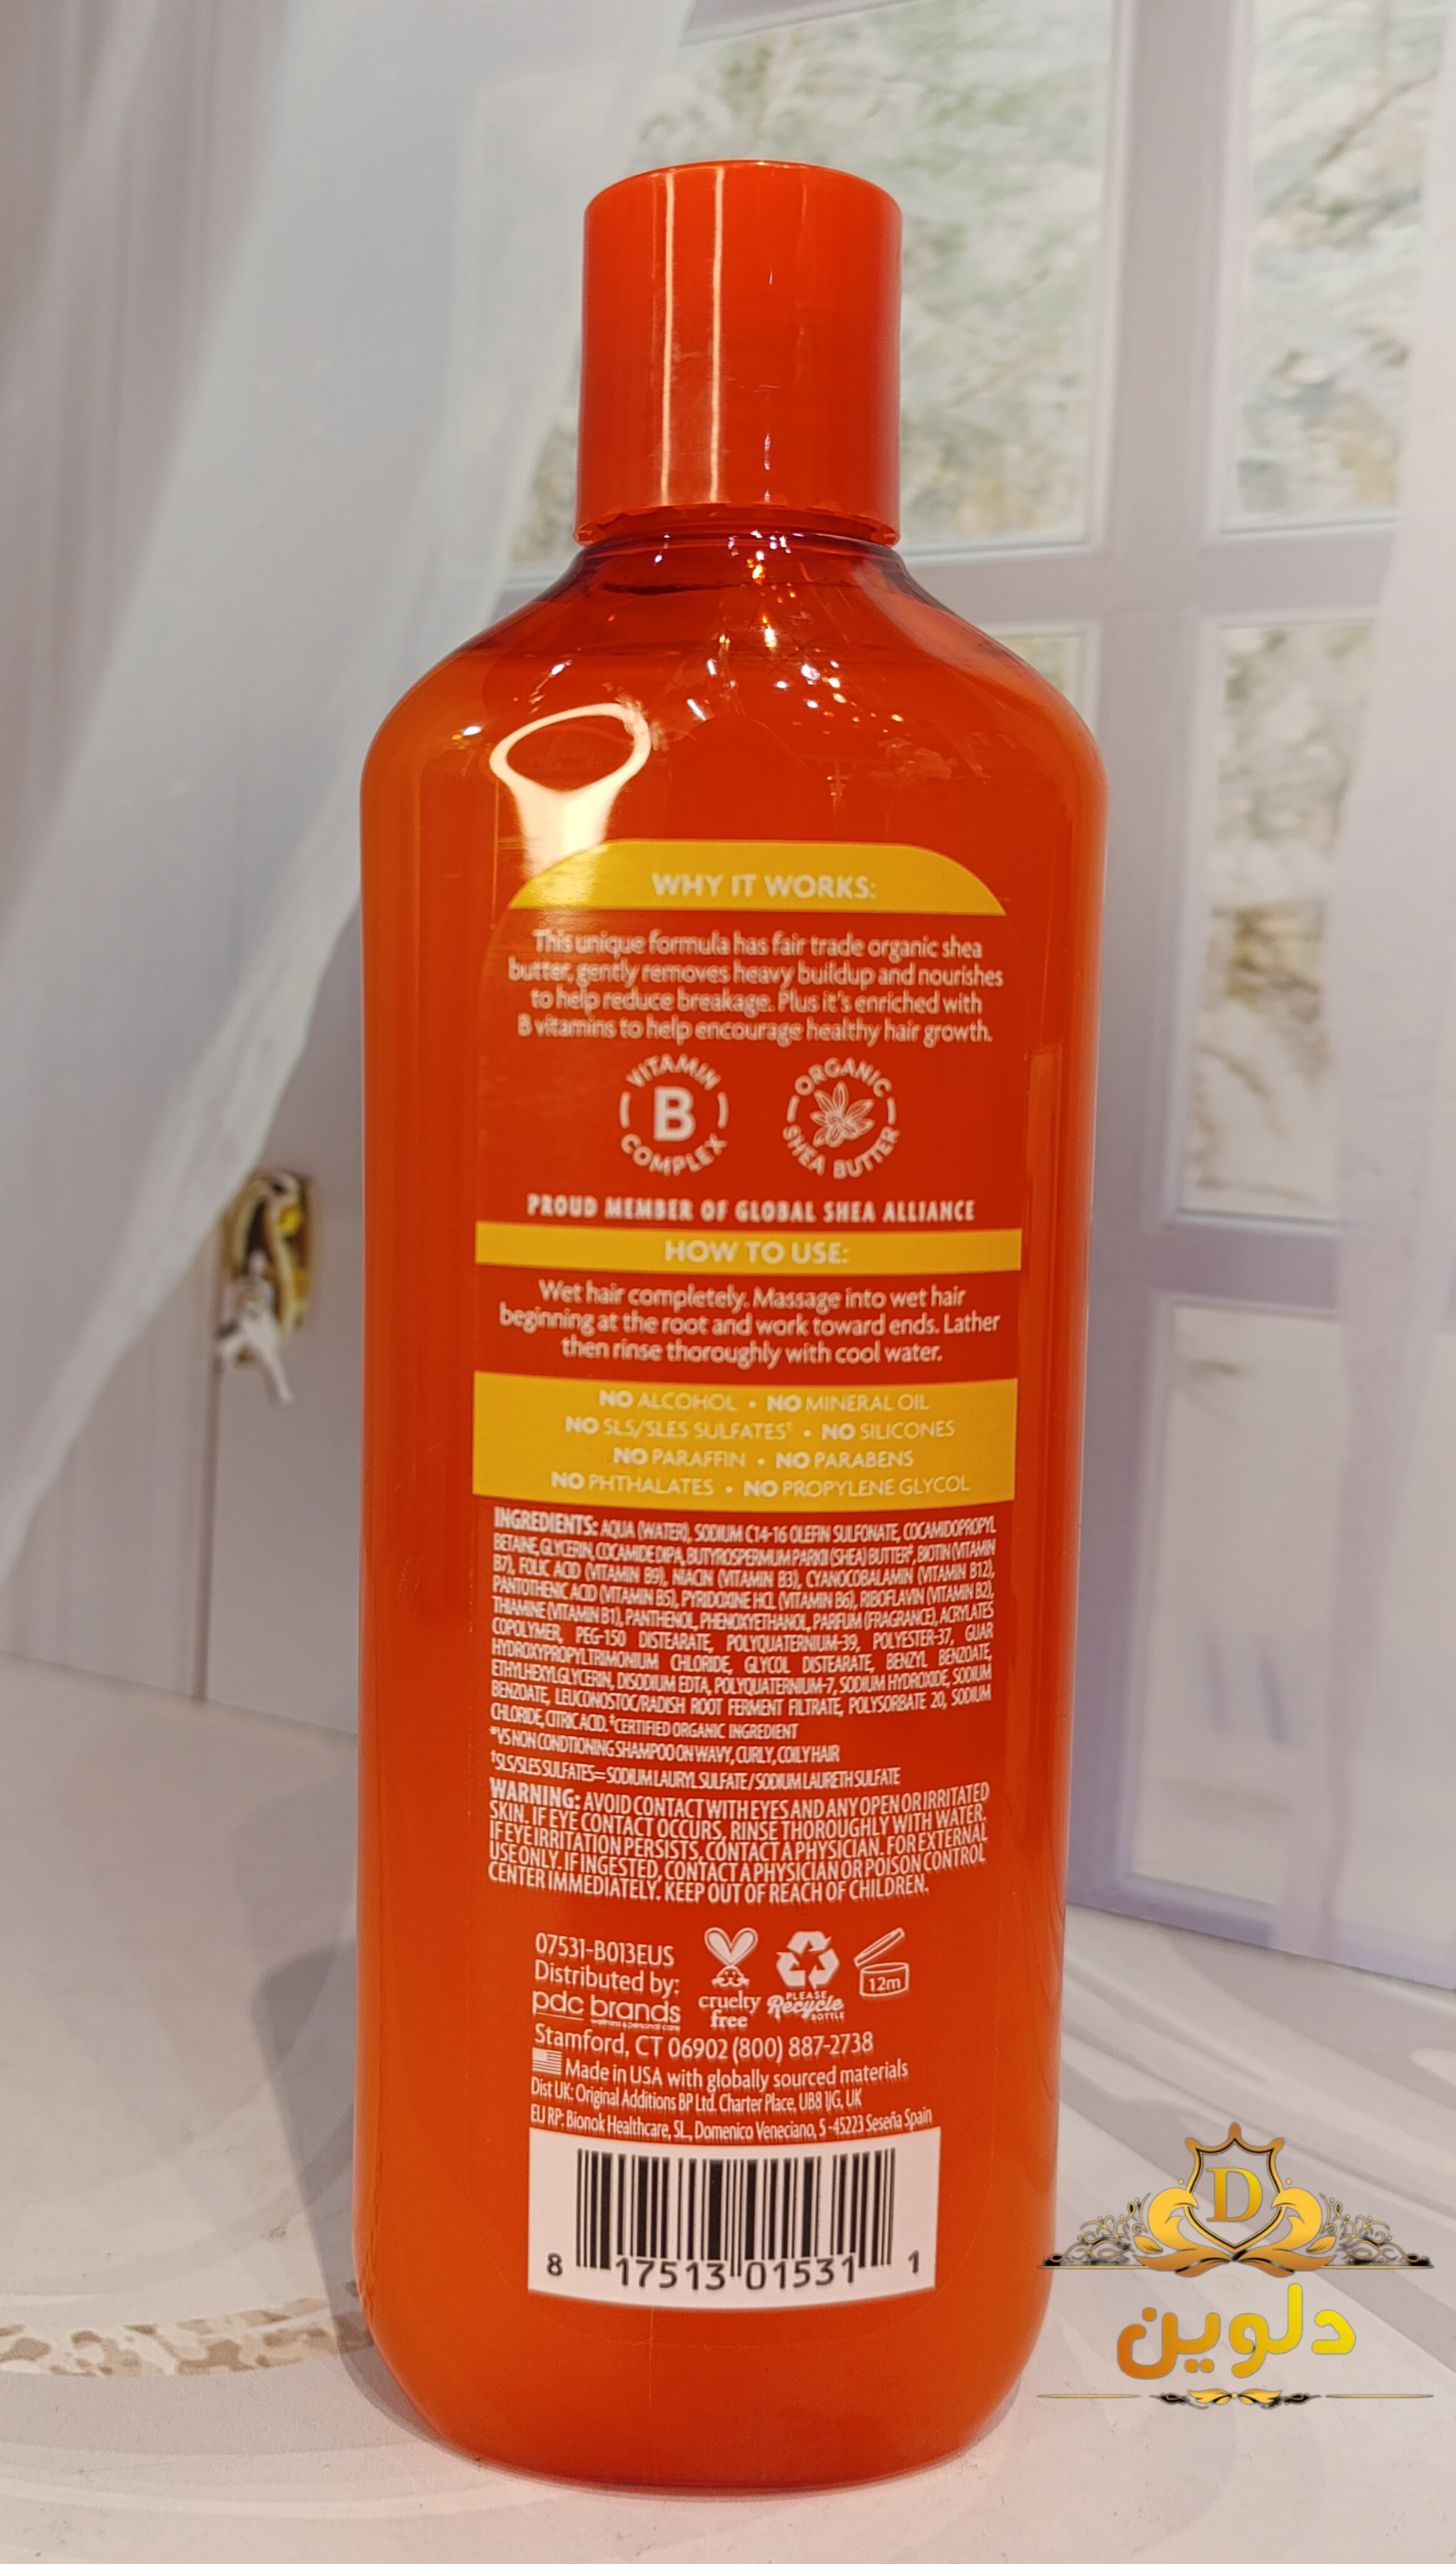 WHY IT WORKS:
This unique formula has fair trade organic shea
butter, gently removes heavy buildup and nourishes
to help reduce breakage. Plus it's enriched with
B vitamins to help encourage healthy hair growth.
VITAMIN
B
COMPLEX
ORGANIC
SHEA BUTTER
PROUD MEMBER OF GLOBAL SHEA ALLIANCE
HOW TO USE:
Wet hair completely. Massage into wet hair
beginning at the root and work toward ends. Lather
then rinse thoroughly with cool water.
NO ALCOHOL • NO MINERAL OIL
NO SLS/SLES SULFATES† • NO SILICONES
NO PARAFFIN • NO PARABENS
NO PHTHALATES • NO PROPYLENE GLYCOL
INGREDIENTS: AQUA (WATER), SODIUM C14-16 OLEFIN SULFONATE, COCAMIDOPROPYL
BETAINE, GLYCERIN, COCAMIDE DIPA, BUTYROSPERMUM PARKII (SHEA) BUTTER‡, BIOTIN (VITAMIN
B7), FOLIC ACID (VITAMIN B9), NIACIN (VITAMIN B3), CYANOCOBALAMIN (VITAMIN B12),
PANTOTHENIC ACID (VITAMIN B5), PYRIDOXINE HCL (VITAMIN B6), RIBOFLAVIN (VITAMIN B2),
THIAMINE (VITAMIN B1), PANTHENOL, PHENOXYETHANOL, PARFUM (FRAGRANCE), ACRYLATES
COPOLYMER, PEG-150 DISTEARATE, POLYQUATERNIUM-39, POLYESTER-37, GUAR
HYDROXYPROPYLTRIMONIUM CHLORIDE, GLYCOL DISTEARATE, BENZYL BENZOATE,
ETHYLHEXYLGLYCERIN, DISODIUM EDTA, POLYQUATERNIUM-7, SODIUM HYDROXIDE, SODIUM
BENZOATE, LEUCONOSTOC/RADISH ROOT FERMENT FILTRATE, POLYSORBATE 20, SODIUM
CHLORIDE, CITRIC ACID. ‡CERTIFIED ORGANIC INGREDIENT
*VS NON CONDTIONING SHAMPOO ON WAVY, CURLY, COILY HAIR
†SLS/SLES SULFATES= SODIUM LAURYL SULFATE / SODIUM LAURETH SULFATE
WARNING: AVOID CONTACT WITH EYES AND ANY OPEN OR IRRITATED
SKIN. IF EYE CONTACT OCCURS, RINSE THOROUGHLY WITH WATER.
IF EYE IRRITATION PERSISTS, CONTACT A PHYSICIAN. FOR EXTERNAL
USE ONLY. IF INGESTED, CONTACT A PHYSICIAN OR POISON CONTROL
CENTER IMMEDIATELY. KEEP OUT OF REACH OF CHILDREN.
07531-B013EUS
Distributed by:
pdc brands
wellness & personal care
cruelty
free
PLEASE
Recycle
BOTTLE
12m
Stamford, CT 06902 (800) 887-2738
Made in USA with globally sourced materials
Dist UK: Original Additions BP Ltd. Charter Place, UB8 1JG, UK
EU RP: Bionok Healthcare, SL., Domenico Veneciano, 5 -45223 Seseña Spain
8 17513 01531 1
D
دلوین